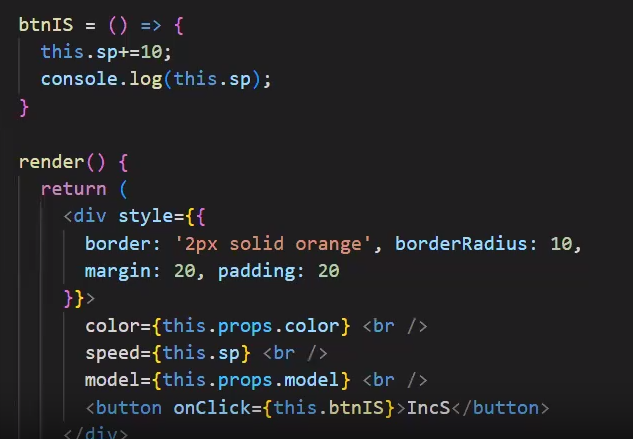 btnIS = () => {
this.sp+=10;
console.log(this.sp);
}
render() {
return (
<div style={{
border: '2px solid orange', borderRadius: 10,
margin: 20, padding: 20
}}>
color={this.props.color} <br />
speed={this.sp} <br />
model={this.props.model} <br />
<button onClick={this.btnIS}>IncS</button>
</div>